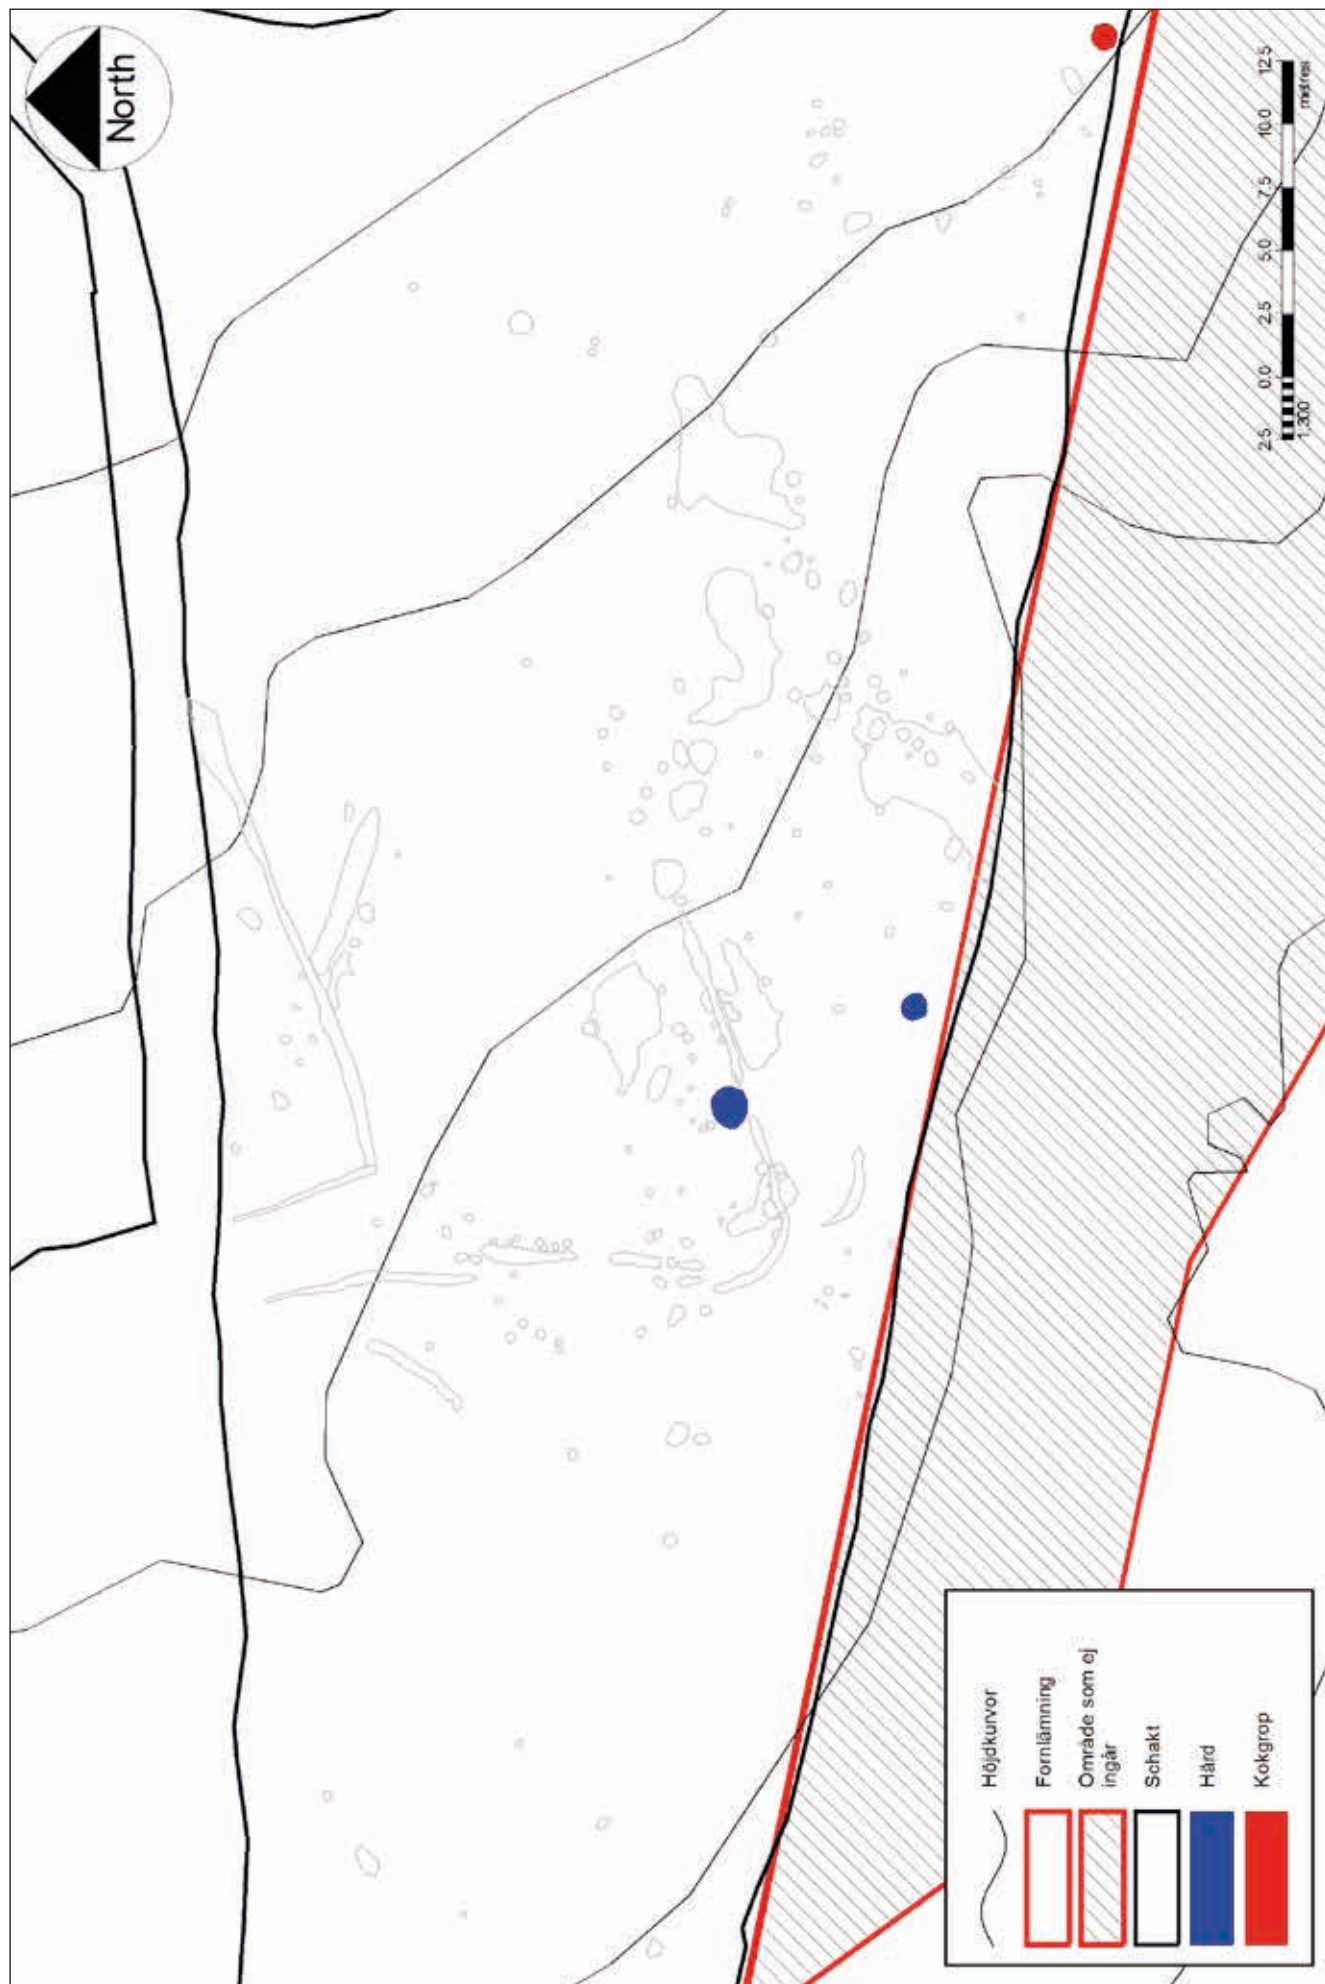 North
Höjdkurvor
Fornlämning
Område som ej
ingår
Schakt
Härd
Kokgrop
2.5 0.0 2.5 5.0 7.5 10.0 12.5
1:300
metres